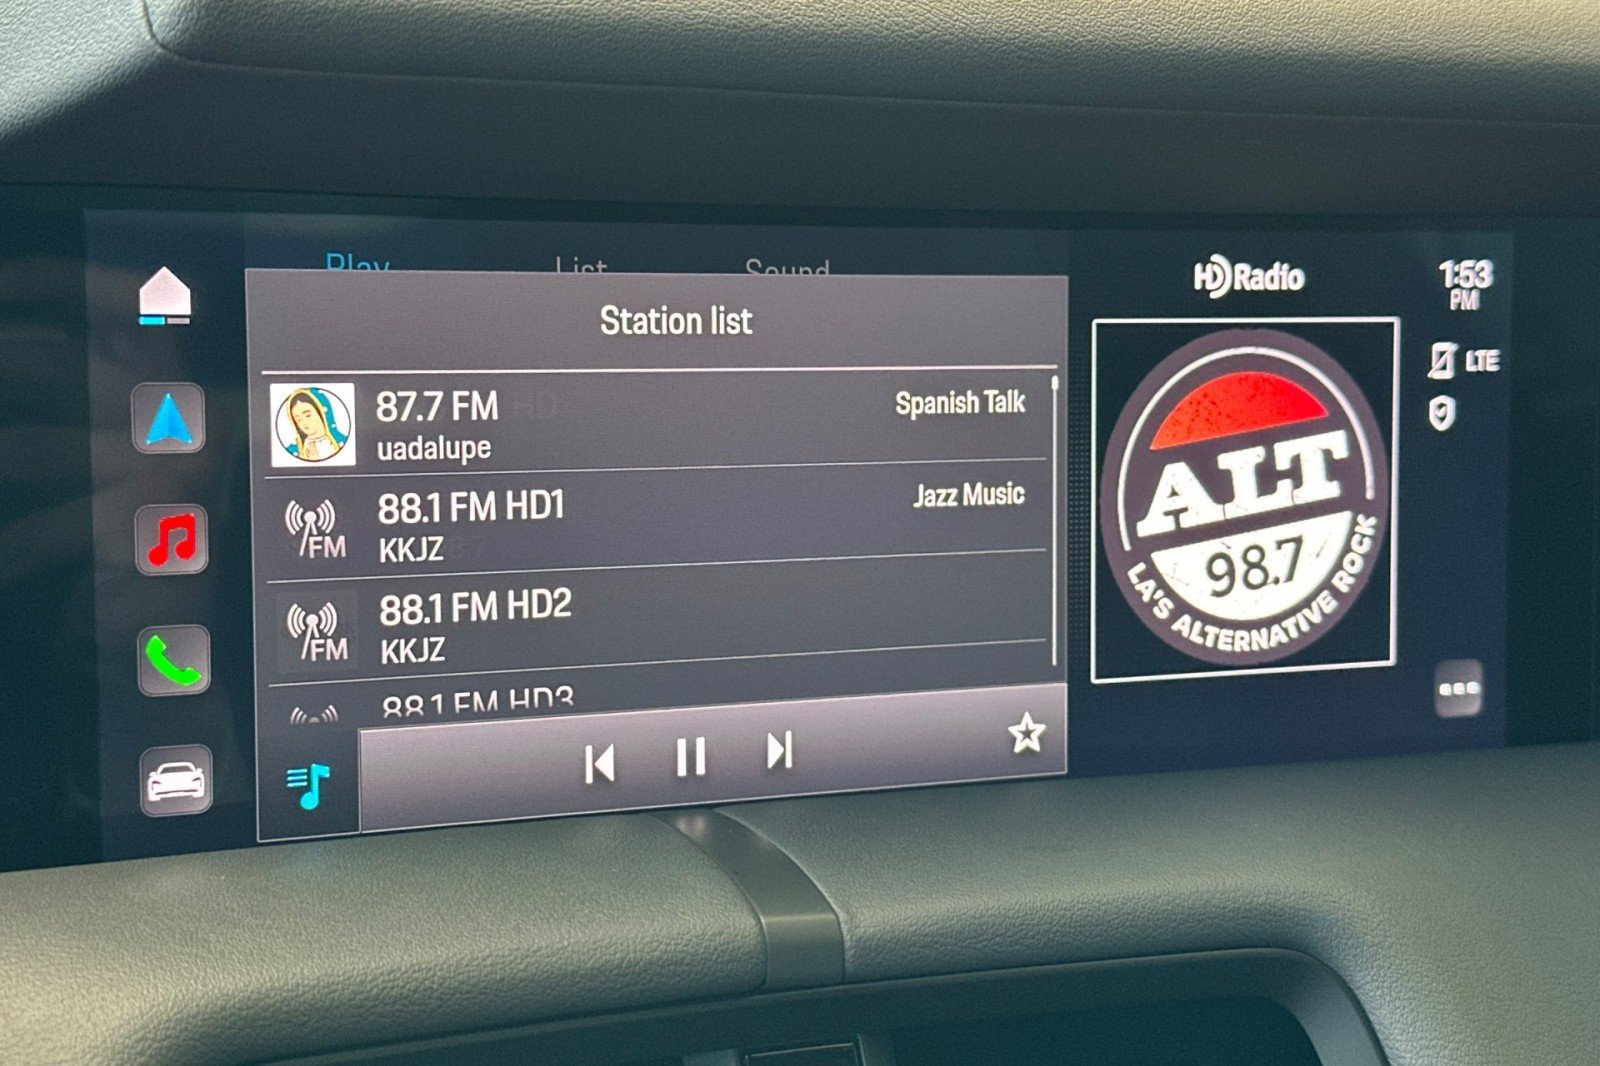 Play List Sound
Station list
87.7 FM
uadalupe
Spanish Talk
88.1 FM HD1
KKJZ
Jazz Music
88.1 FM HD2
KKJZ
88.1 FM HD3
FM
FM
HD Radio
ALT
98.7
LA'S ALTERNATIVE ROCK
1:53
PM
LTE